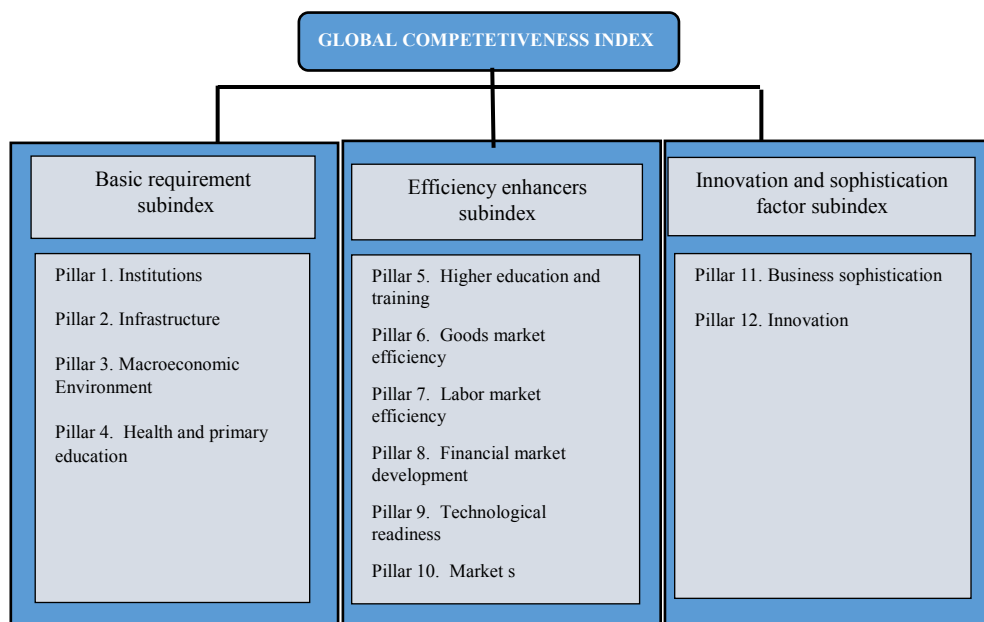 GLOBAL COMPETETIVENESS INDEX
Basic requirement
subindex
Pillar 1. Institutions
Pillar 2. Infrastructure
Pillar 3. Macroeconomic
Environment
Pillar 4. Health and primary
education
Efficiency enhancers
subindex
Pillar 5. Higher education and
training
Pillar 6. Goods market
efficiency
Pillar 7. Labor market
efficiency
Pillar 8. Financial market
development
Pillar 9. Technological
readiness
Pillar 10. Market s
Innovation and sophistication
factor subindex
Pillar 11. Business sophistication
Pillar 12. Innovation